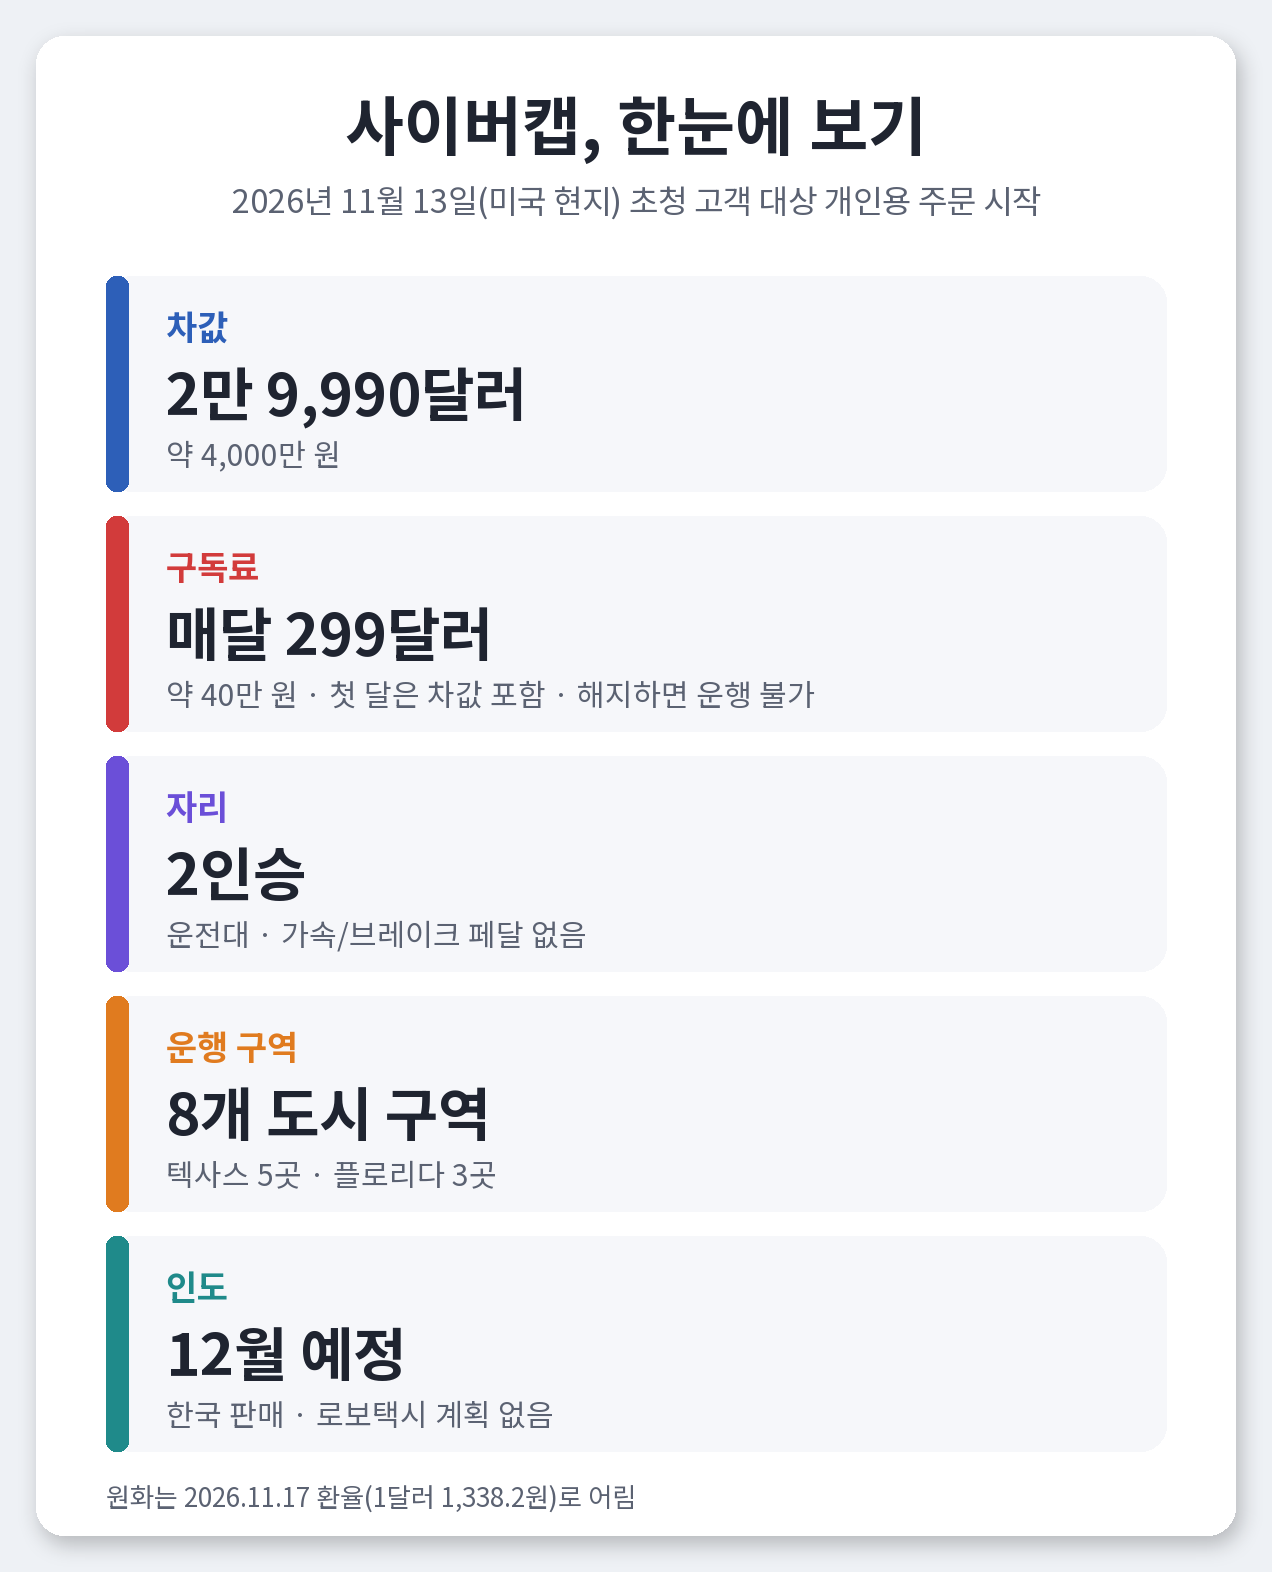 사이버캡, 한눈에 보기
2026년 11월 13일(미국 현지) 초청 고객 대상 개인용 주문 시작
차값
2만 9,990달러
약 4,000만 원
구독료
매달 299달러
약 40만 원 · 첫 달은 차값 포함 · 해지하면 운행 불가
자리
2인승
운전대 · 가속/브레이크 페달 없음
운행 구역
8개 도시 구역
텍사스 5곳 · 플로리다 3곳
인도
12월 예정
한국 판매 · 로보택시 계획 없음
원화는 2026.11.17 환율(1달러 1,338.2원)로 어림